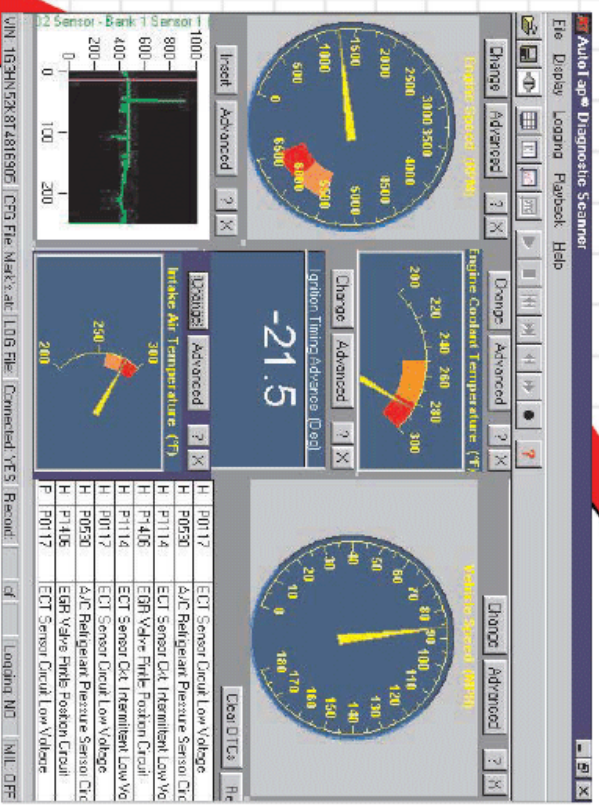 AutoTap® Diagnostic Scanner
File Display Logging Playback Help
Change Advanced ? X
Engine Speed (RPM)
0 500 1000 1500 2000 2500 3000 3500 4000 4500 5000 5500 6000 6500
Insert Advanced ? X
O2 Sensor - Bank 1 Sensor 1
1000
800
600
400
200
0
0 100 200
Change Advanced ? X
Engine Coolant Temperature (°F)
200 220 240 260 280 300
Change Advanced ? X
Ignition Timing Advance (Deg)
-21.5
Change Advanced ? X
Intake Air Temperature (°F)
200 250 300
Change Advanced ? X
Vehicle Speed (MPH)
0 10 20 30 40 50 60 70 80 90 100 110 120 130 140 150 160 170 180
Clear DTCs Re
H P0117 ECT Sensor Circuit Low Voltage
H P0530 A/C Refrigerant Pressure Sensor Circ
H P1114 ECT Sensor Ckt Intermittent Low Vo
H P1406 EGR Valve Pintle Position Circuit
H P1114 ECT Sensor Ckt Intermittent Low Vo
H P0117 ECT Sensor Circuit Low Voltage
H P0530 A/C Refrigerant Pressure Sensor Circ
H P1406 EGR Valve Pintle Position Circuit
P P0117 ECT Sensor Circuit Low Voltage
VIN: 1G3HN52K8T4816905 CFG File: Mark's.atc LOG File: Connected: YES Record: of Logging: NO MIL: OFF